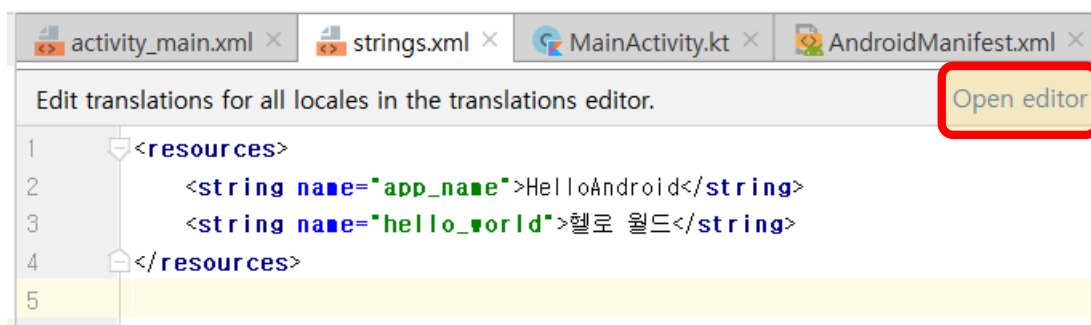 activity_main.xml strings.xml MainActivity.kt AndroidManifest.xml
Edit translations for all locales in the translations editor. Open editor
1 <resources>
2 <string name="app_name">HelloAndroid</string>
3 <string name="hello_world">헬로 월드</string>
4 </resources>
5